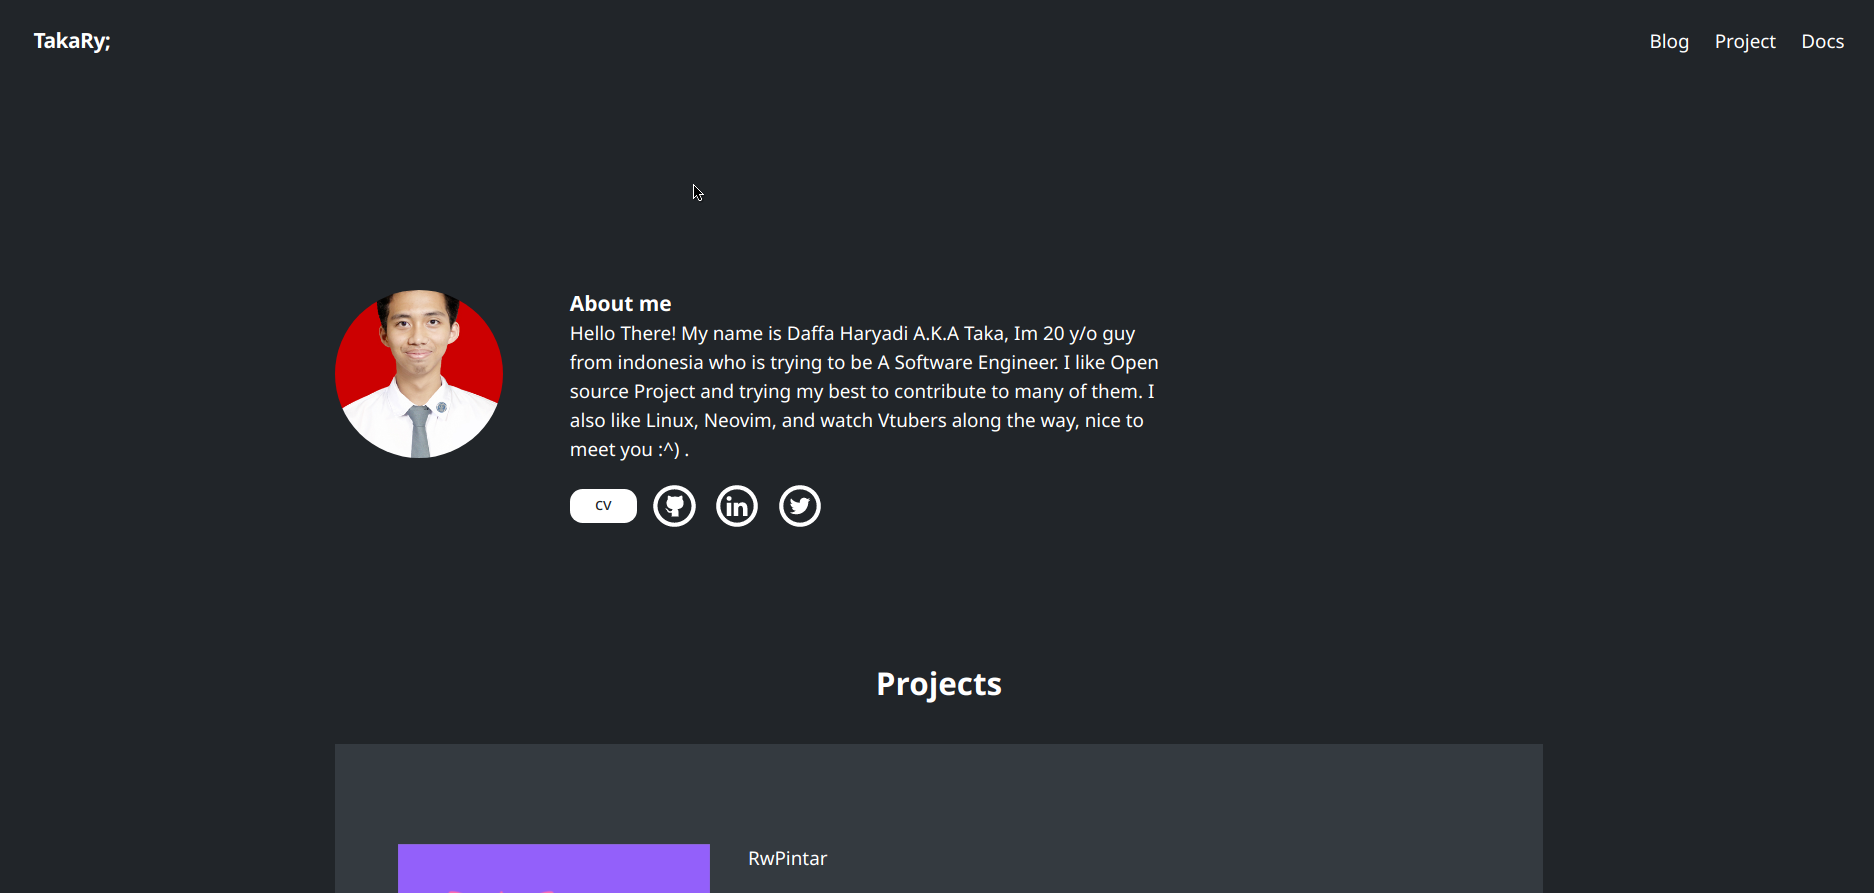 TakaRy;
Blog Project Docs
About me
Hello There! My name is Daffa Haryadi A.K.A Taka, Im 20 y/o guy
from indonesia who is trying to be A Software Engineer. I like Open
source Project and trying my best to contribute to many of them. I
also like Linux, Neovim, and watch Vtubers along the way, nice to
meet you :^) .
CV
in
Projects
RwPintar